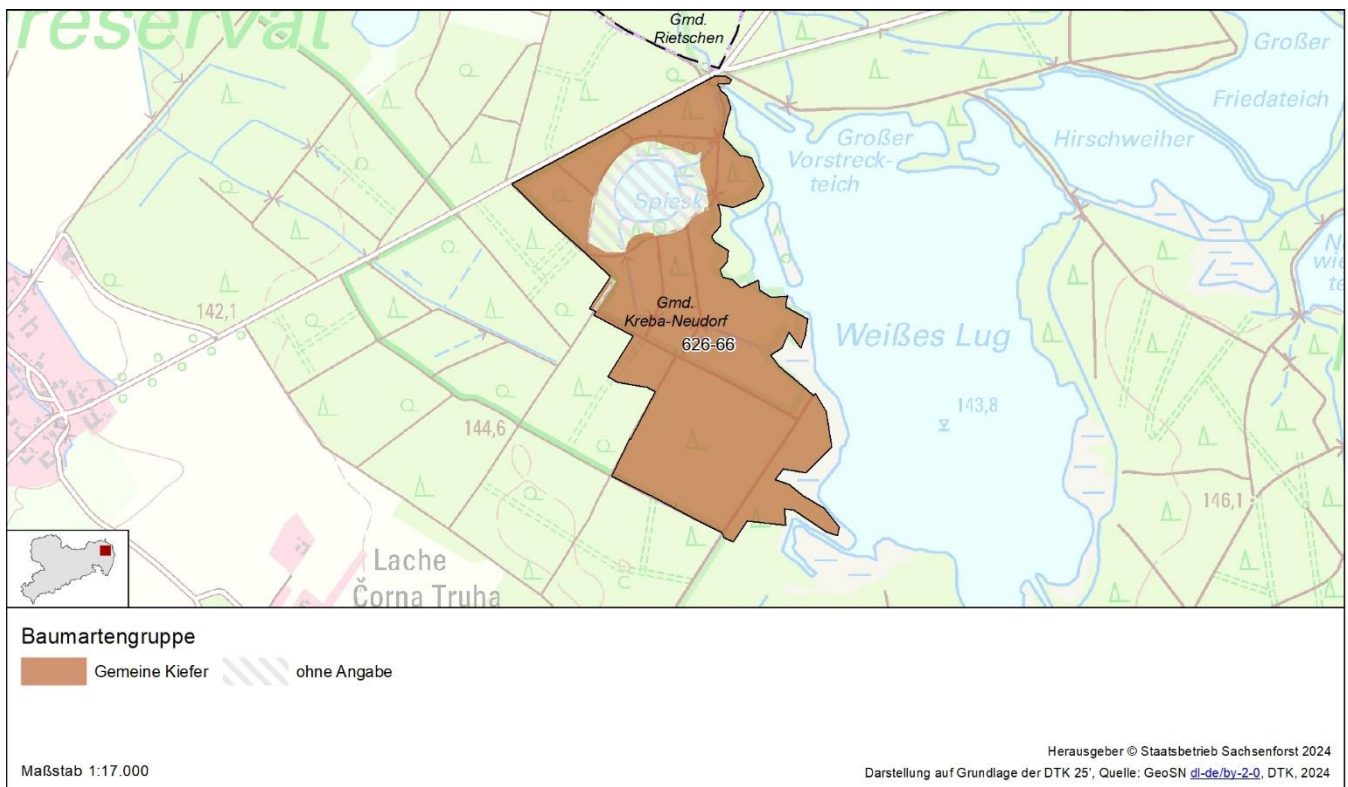 reservat
Gmd.
Rietschen
Großer
Friedateich
Hirschweiher
Großer
Vorstreck-
teich
Spiesk
142,1
Gmd.
Kreba-Neudorf
626-66
Weißes Lug
143,8
144,6
146,1
Lache
Čorna Truha
Baumartengruppe
Gemeine Kiefer
ohne Angabe
Maßstab 1:17.000
Herausgeber © Staatsbetrieb Sachsenforst 2024
Darstellung auf Grundlage der DTK 25', Quelle: GeoSN dl-de/by-2-0, DTK, 2024